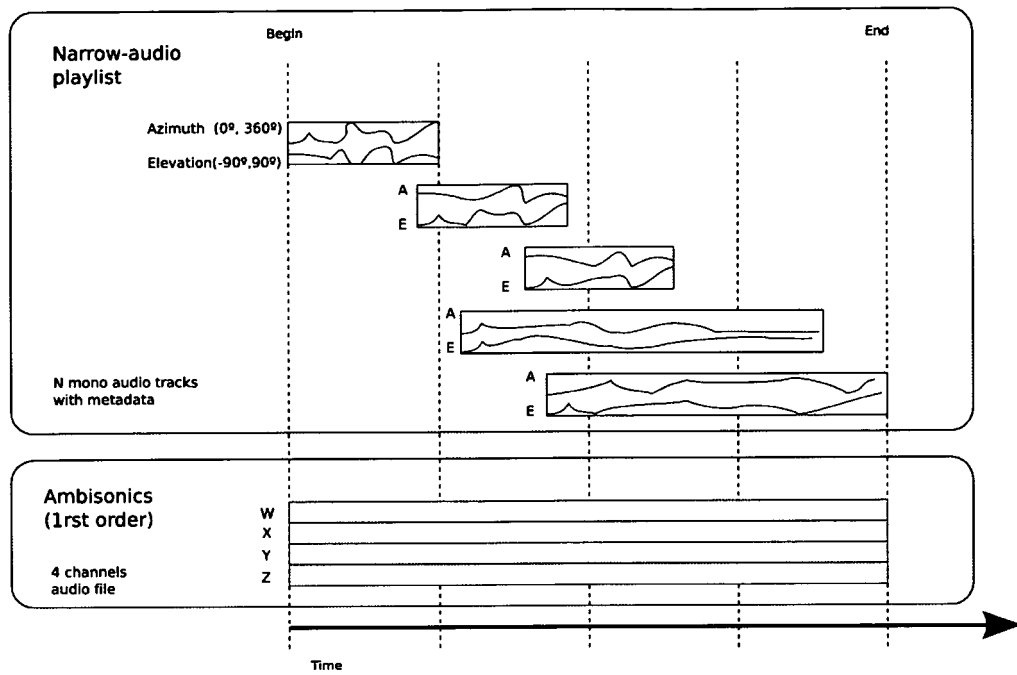 Begin
End
Narrow-audio
playlist
Azimuth (0º, 360º)
Elevation(-90º,90º)
A
E
A
E
A
E
A
E
N mono audio tracks
with metadata
Ambisonics
(1rst order)
W
X
Y
Z
4 channels
audio file
Time